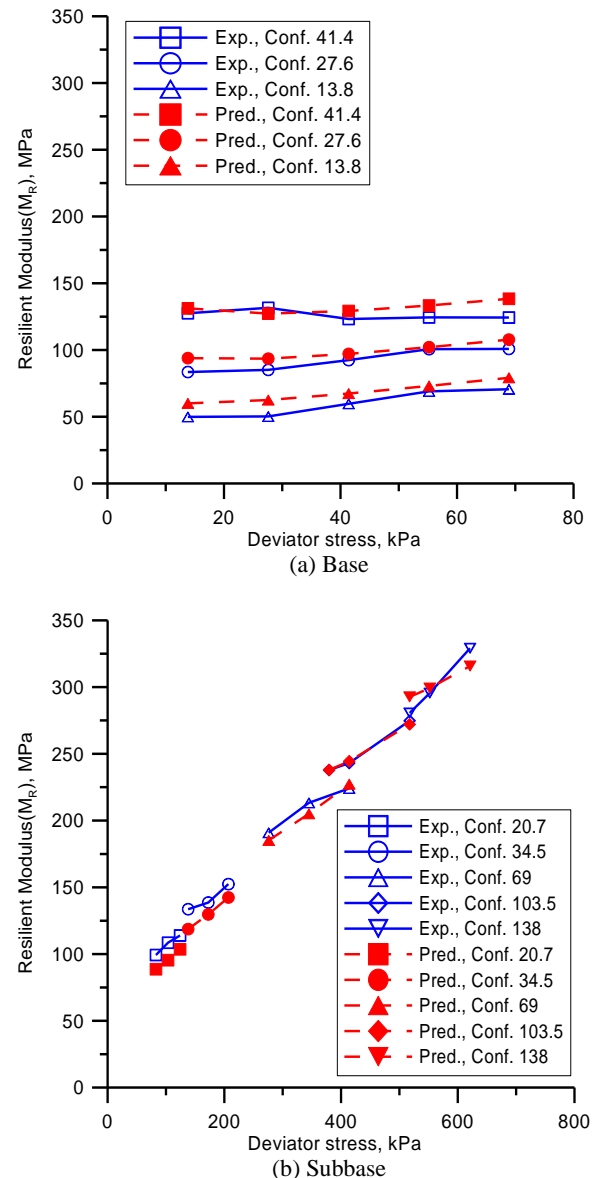 350
300
250
200
150
100
50
0
Resilient Modulus(MR), MPa
Exp., Conf. 41.4
Exp., Conf. 27.6
Exp., Conf. 13.8
Pred., Conf. 41.4
Pred., Conf. 27.6
Pred., Conf. 13.8
0 20 40 60 80
Deviator stress, kPa
(a) Base
350
300
250
200
150
100
50
0
Resilient Modulus(MR), MPa
Exp., Conf. 20.7
Exp., Conf. 34.5
Exp., Conf. 69
Exp., Conf. 103.5
Exp., Conf. 138
Pred., Conf. 20.7
Pred., Conf. 34.5
Pred., Conf. 69
Pred., Conf. 103.5
Pred., Conf. 138
0 200 400 600 800
Deviator stress, kPa
(b) Subbase